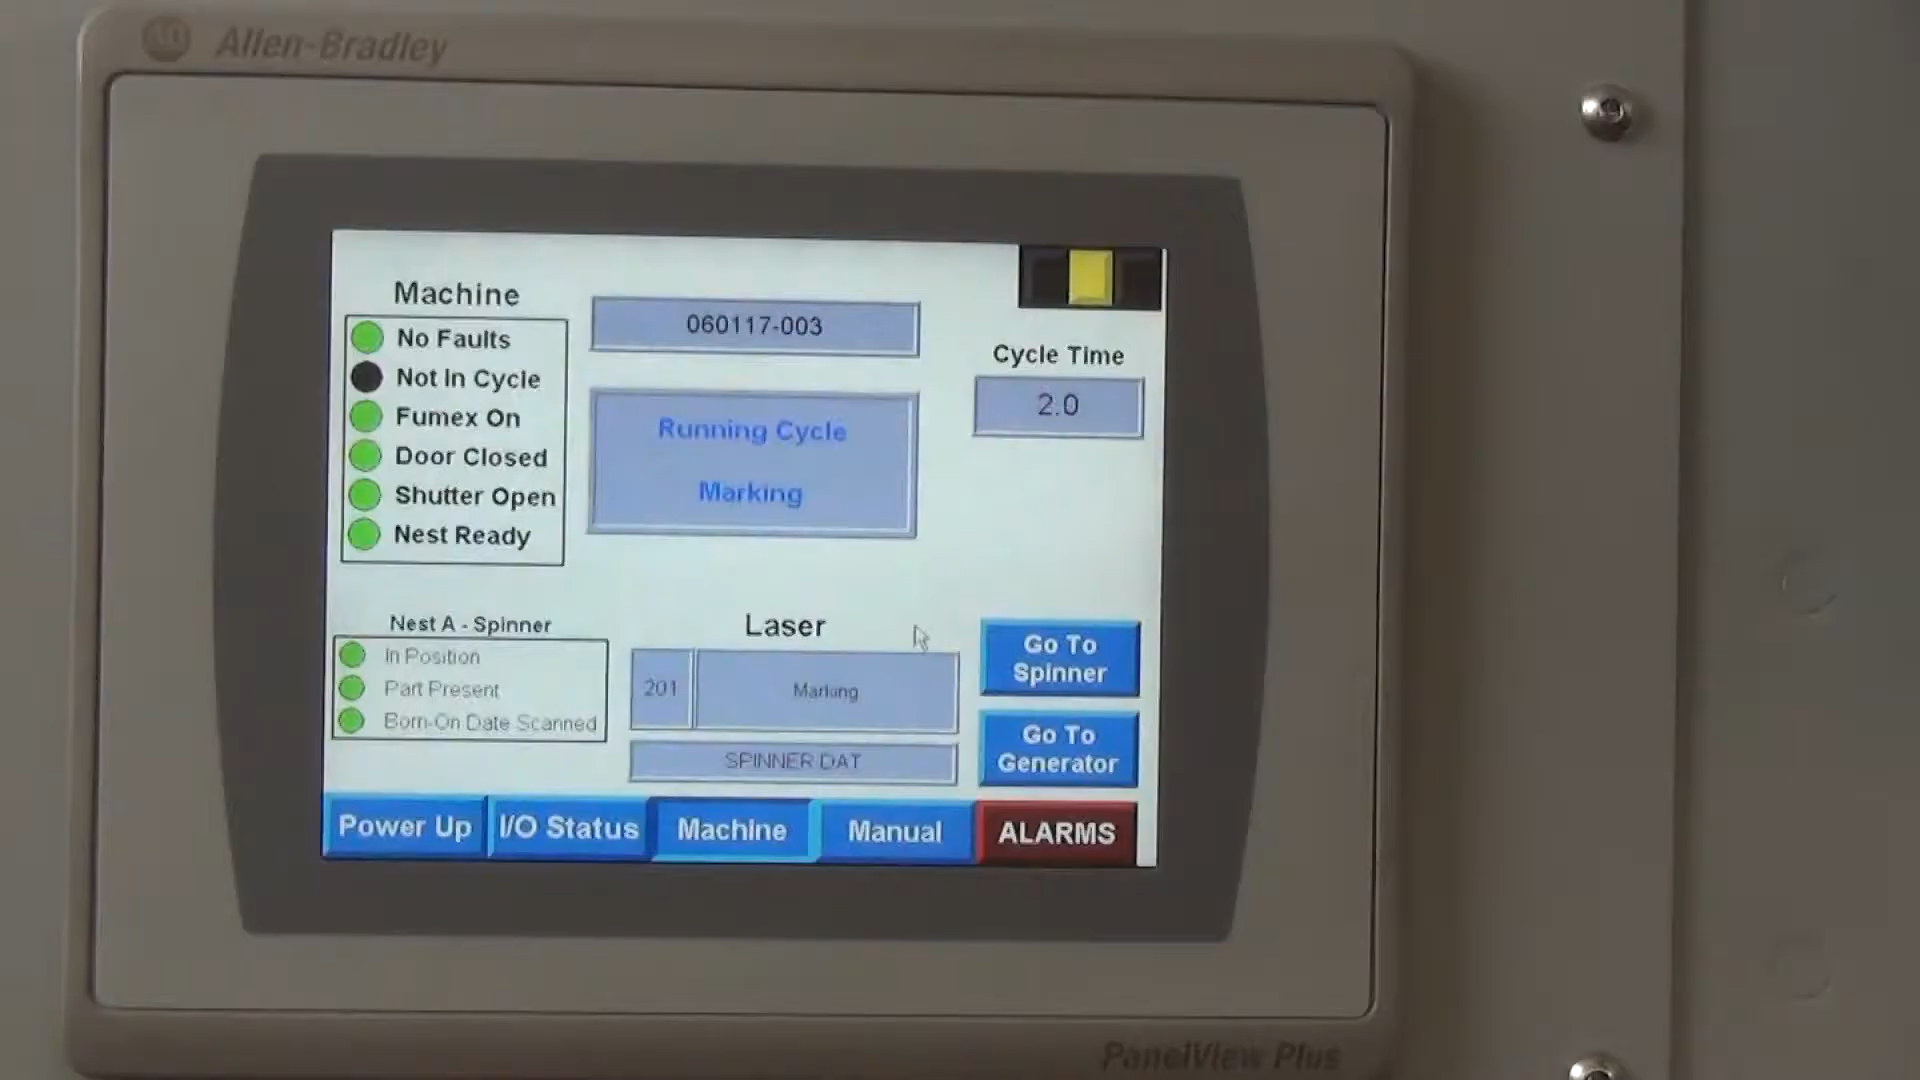 Allen-Bradley
Machine
No Faults
Not In Cycle
Fumex On
Door Closed
Shutter Open
Nest Ready
060117-003
Running Cycle
Marking
Cycle Time
2.0
Nest A - Spinner
In Position
Part Present
Born-On Date Scanned
Laser
201
Marking
SPINNER.DAT
Go To
Spinner
Go To
Generator
Power Up
I/O Status
Machine
Manual
ALARMS
PanelView Plus